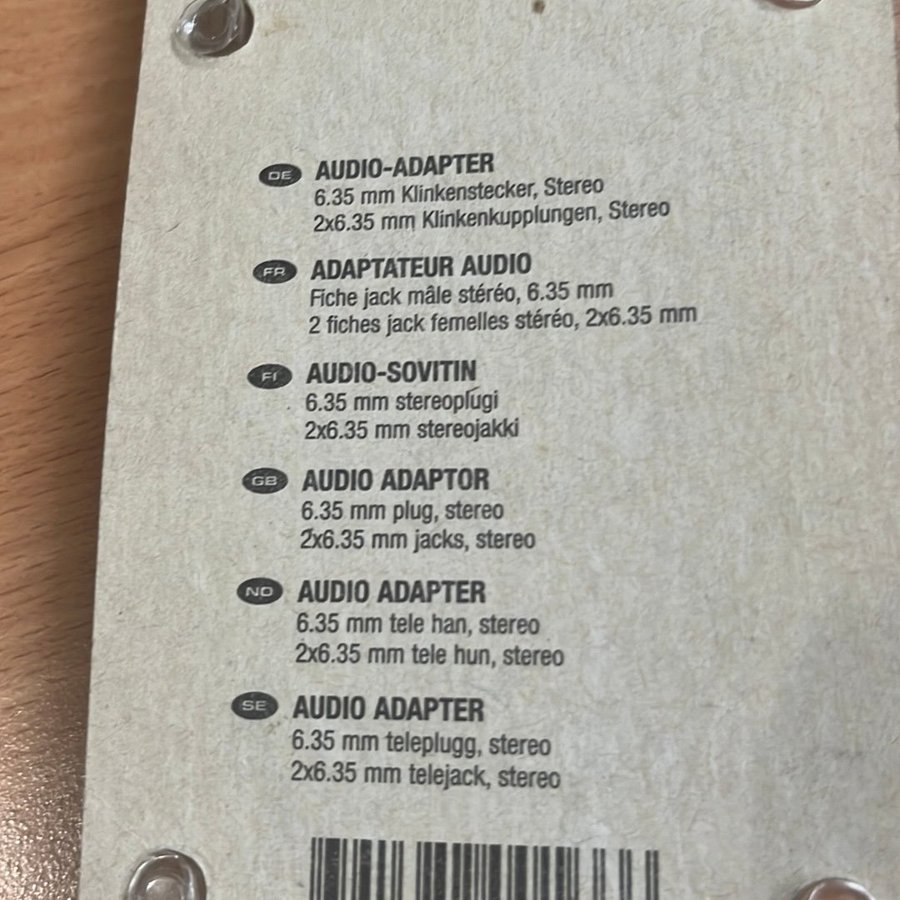 DE AUDIO-ADAPTER
6.35 mm Klinkenstecker, Stereo
2x6.35 mm Klinkenkupplungen, Stereo
FR ADAPTATEUR AUDIO
Fiche jack mâle stéréo, 6.35 mm
2 fiches jack femelles stéréo, 2x6.35 mm
FI AUDIO-SOVITIN
6.35 mm stereoplugi
2x6.35 mm stereojakki
GB AUDIO ADAPTOR
6.35 mm plug, stereo
2x6.35 mm jacks, stereo
NO AUDIO ADAPTER
6.35 mm tele han, stereo
2x6.35 mm tele hun, stereo
SE AUDIO ADAPTER
6.35 mm teleplugg, stereo
2x6.35 mm telejack, stereo